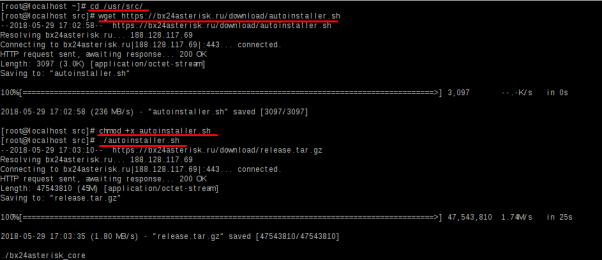 [root@localhost ~]# cd /usr/src/
[root@localhost src]# wget https://bx24asterisk.ru/download/autoinstaller.sh
--2018-05-29 17:02:58-- https://bx24asterisk.ru/download/autoinstaller.sh
Resolving bx24asterisk.ru... 188.128.117.69
Connecting to bx24asterisk.ru|188.128.117.69|:443... connected.
HTTP request sent, awaiting response... 200 OK
Length: 3097 (3.0K) [application/octet-stream]
Saving to: "autoinstaller.sh"
100%[======================================================================================>] 3,097 --.-K/s in 0s
2018-05-29 17:02:58 (236 MB/s) - "autoinstaller.sh" saved [3097/3097]
[root@localhost src]# chmod +x autoinstaller.sh
[root@localhost src]# ./autoinstaller.sh
--2018-05-29 17:03:10-- https://bx24asterisk.ru/download/release.tar.gz
Resolving bx24asterisk.ru... 188.128.117.69
Connecting to bx24asterisk.ru|188.128.117.69|:443... connected.
HTTP request sent, awaiting response... 200 OK
Length: 47543810 (45M) [application/octet-stream]
Saving to: "release.tar.gz"
100%[======================================================================================>] 47,543,810 1.74M/s in 25s
2018-05-29 17:03:35 (1.80 MB/s) - "release.tar.gz" saved [47543810/47543810]
./bx24asterisk_core